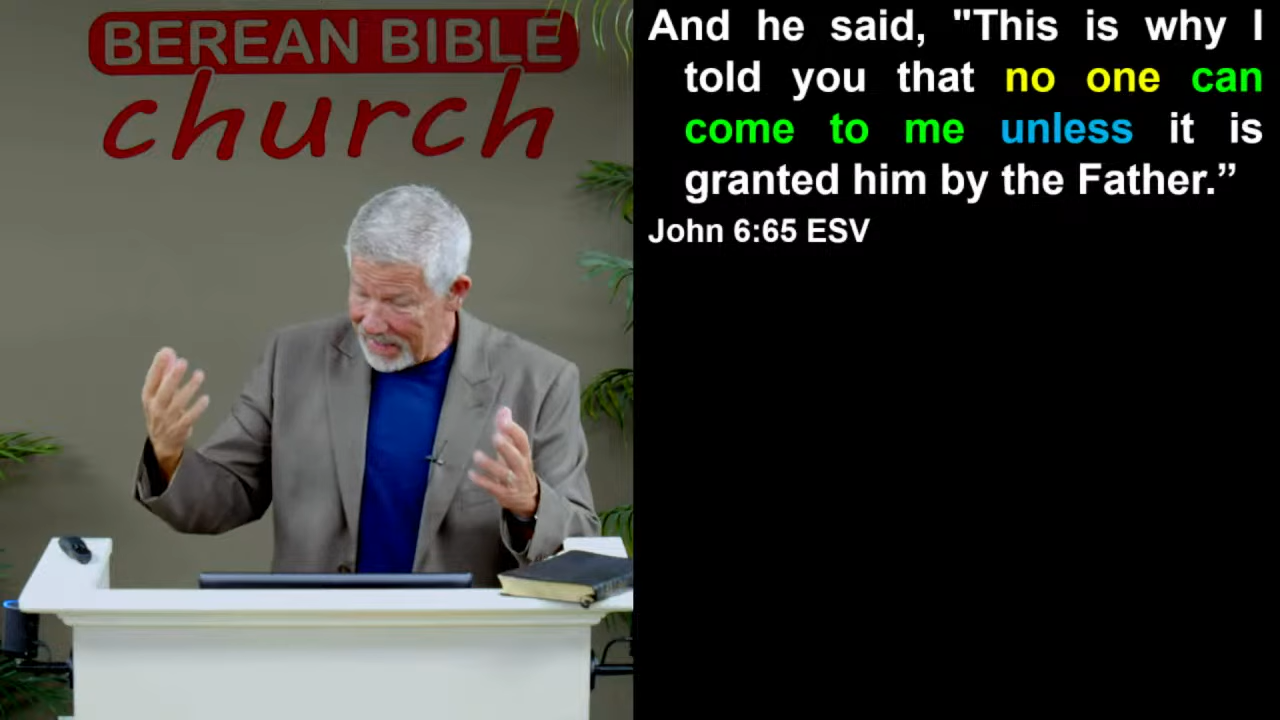 BEREAN BIBLE
church
And he said, "This is why I
told you that no one can
come to me unless it is
granted him by the Father.”
John 6:65 ESV